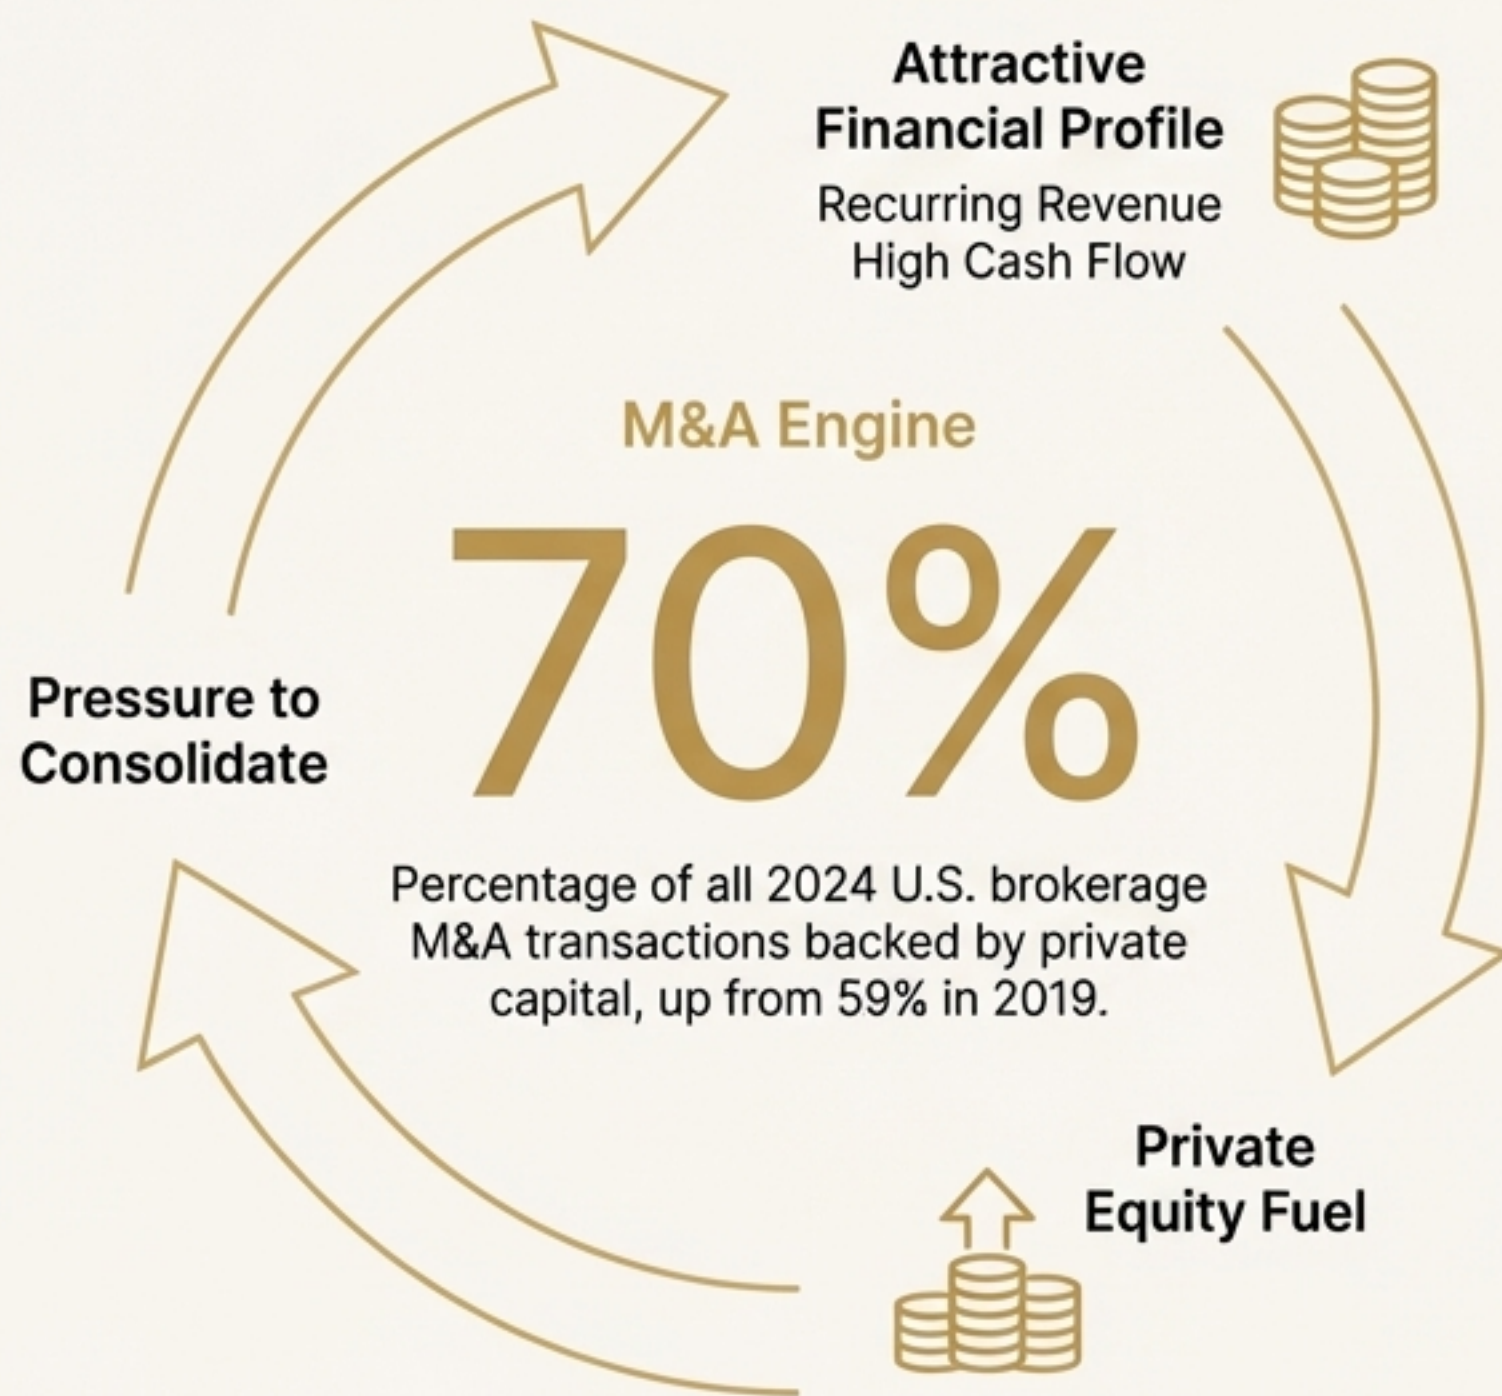 Attractive
Financial Profile
Recurring Revenue
High Cash Flow
M&A Engine
70%
Pressure to
Consolidate
Percentage of all 2024 U.S. brokerage
M&A transactions backed by private
capital, up from 59% in 2019.
Private
Equity Fuel